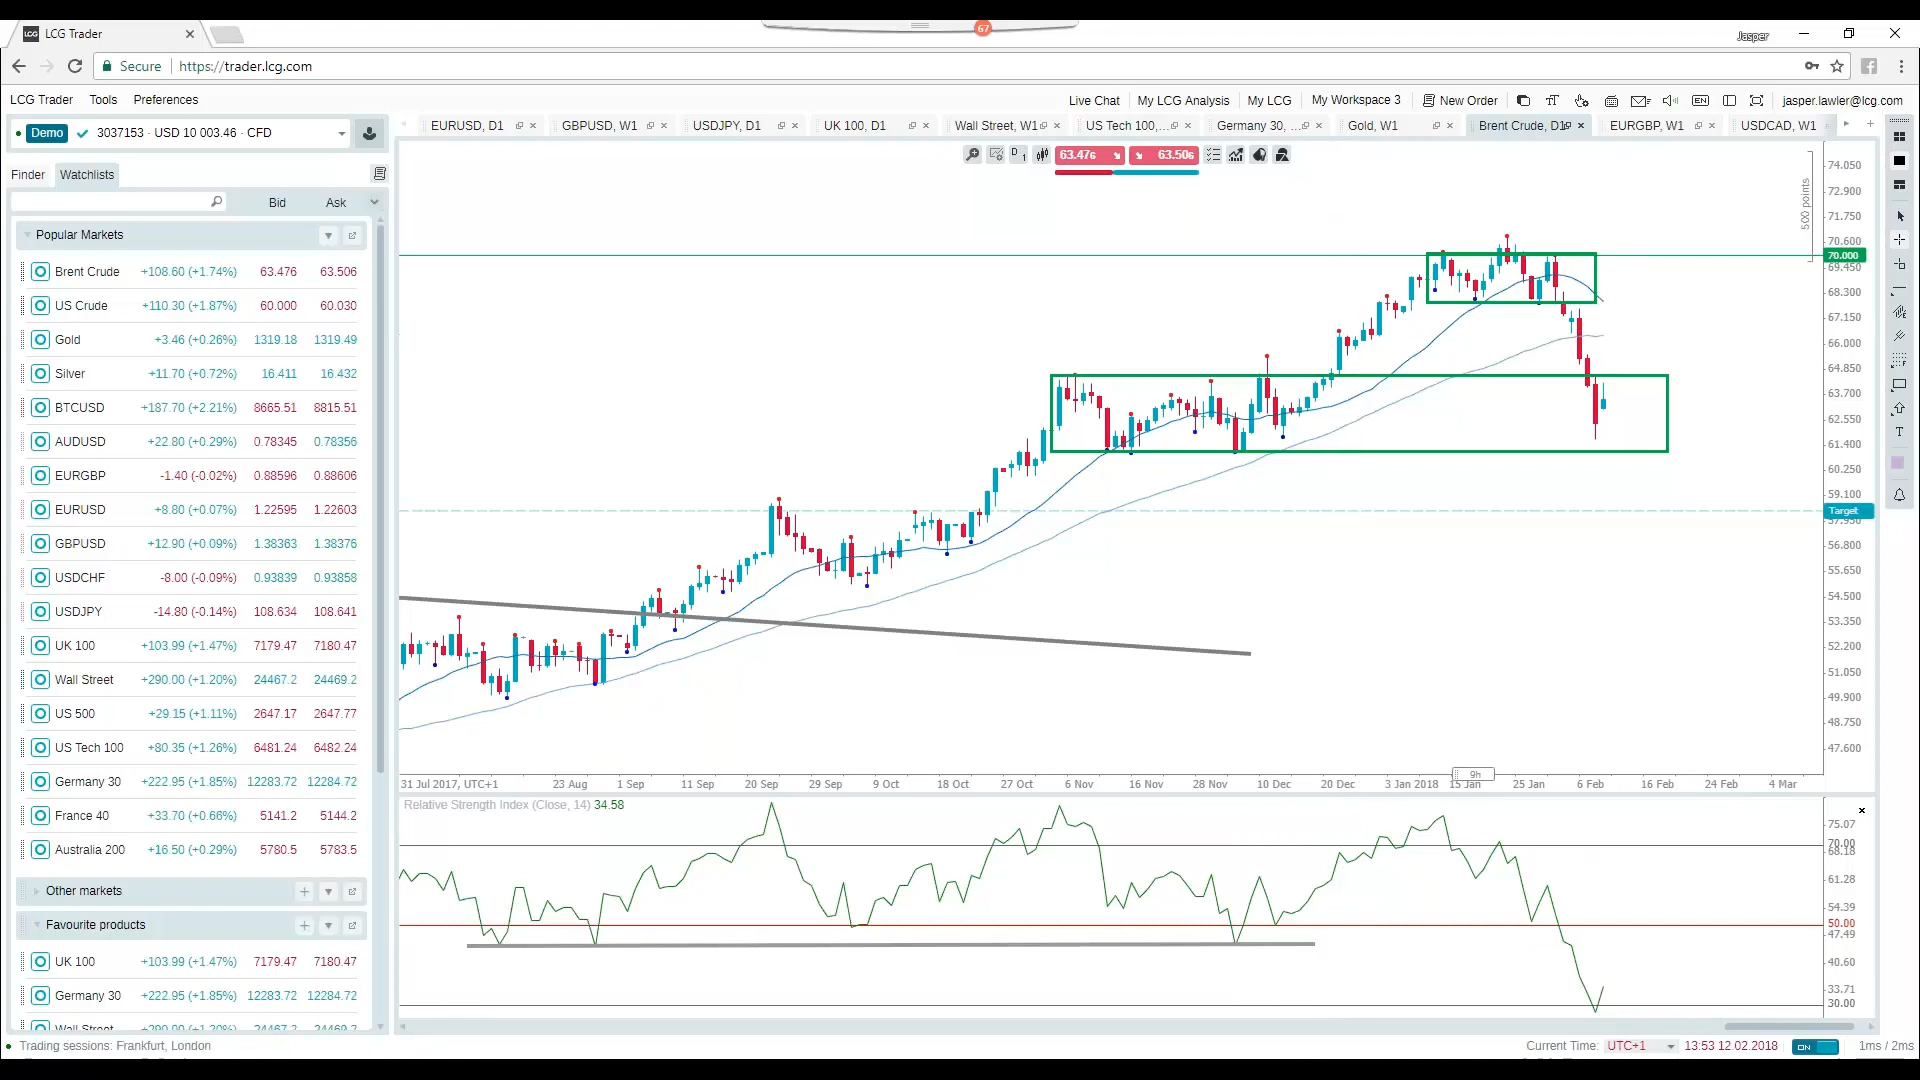 LCG LCG Trader
67
Jasper
Secure https://trader.lcg.com
LCG Trader Tools Preferences
Live Chat My LCG Analysis My LCG My Workspace 3 New Order EN jasper.lawler@lcg.com
Demo 3037153 · USD 10 003.46 · CFD
EURUSD, D1 GBPUSD, W1 USDJPY, D1 UK 100, D1 Wall Street, W1 US Tech 100,... Germany 30, ... Gold, W1 Brent Crude, D1 EURGBP, W1 USDCAD, W1
Finder Watchlists
D 1 63.476 63.506
Bid Ask
Popular Markets
Brent Crude +108.60 (+1.74%) 63.476 63.506
US Crude +110.30 (+1.87%) 60.000 60.030
Gold +3.46 (+0.26%) 1319.18 1319.49
Silver +11.70 (+0.72%) 16.411 16.432
BTCUSD +187.70 (+2.21%) 8665.51 8815.51
AUDUSD +22.80 (+0.29%) 0.78345 0.78356
EURGBP -1.40 (-0.02%) 0.88596 0.88606
EURUSD +8.80 (+0.07%) 1.22595 1.22603
GBPUSD +12.90 (+0.09%) 1.38363 1.38376
USDCHF -8.00 (-0.09%) 0.93839 0.93858
USDJPY -14.80 (-0.14%) 108.634 108.641
UK 100 +103.99 (+1.47%) 7179.47 7180.47
Wall Street +290.00 (+1.20%) 24467.2 24469.2
US 500 +29.15 (+1.11%) 2647.17 2647.77
US Tech 100 +80.35 (+1.26%) 6481.24 6482.24
Germany 30 +222.95 (+1.85%) 12283.72 12284.72
France 40 +33.70 (+0.66%) 5141.2 5144.2
Australia 200 +16.50 (+0.29%) 5780.5 5783.5
Other markets
Favourite products
UK 100 +103.99 (+1.47%) 7179.47 7180.47
Germany 30 +222.95 (+1.85%) 12283.72 12284.72
Wall Street +290.00 (+1.20%) 24467.2 24469.2
500 points
74.050
72.900
71.750
70.600
70.000
69.450
68.300
67.150
66.000
64.850
63.700
62.550
61.400
60.250
59.100
Target
57.950
56.800
55.650
54.500
53.350
52.200
51.050
49.900
48.750
47.600
9h
31 Jul 2017, UTC+1 23 Aug 1 Sep 11 Sep 20 Sep 29 Sep 9 Oct 18 Oct 27 Oct 6 Nov 16 Nov 28 Nov 10 Dec 20 Dec 3 Jan 2018 15 Jan 25 Jan 6 Feb 16 Feb 24 Feb 4 Mar
Relative Strength Index (Close, 14) 34.58
75.07
70.00
68.18
61.28
54.39
50.00
47.49
40.60
33.71
30.00
Trading sessions: Frankfurt, London
Current Time: UTC+1 13:53 12.02.2018 ON 1ms / 2ms